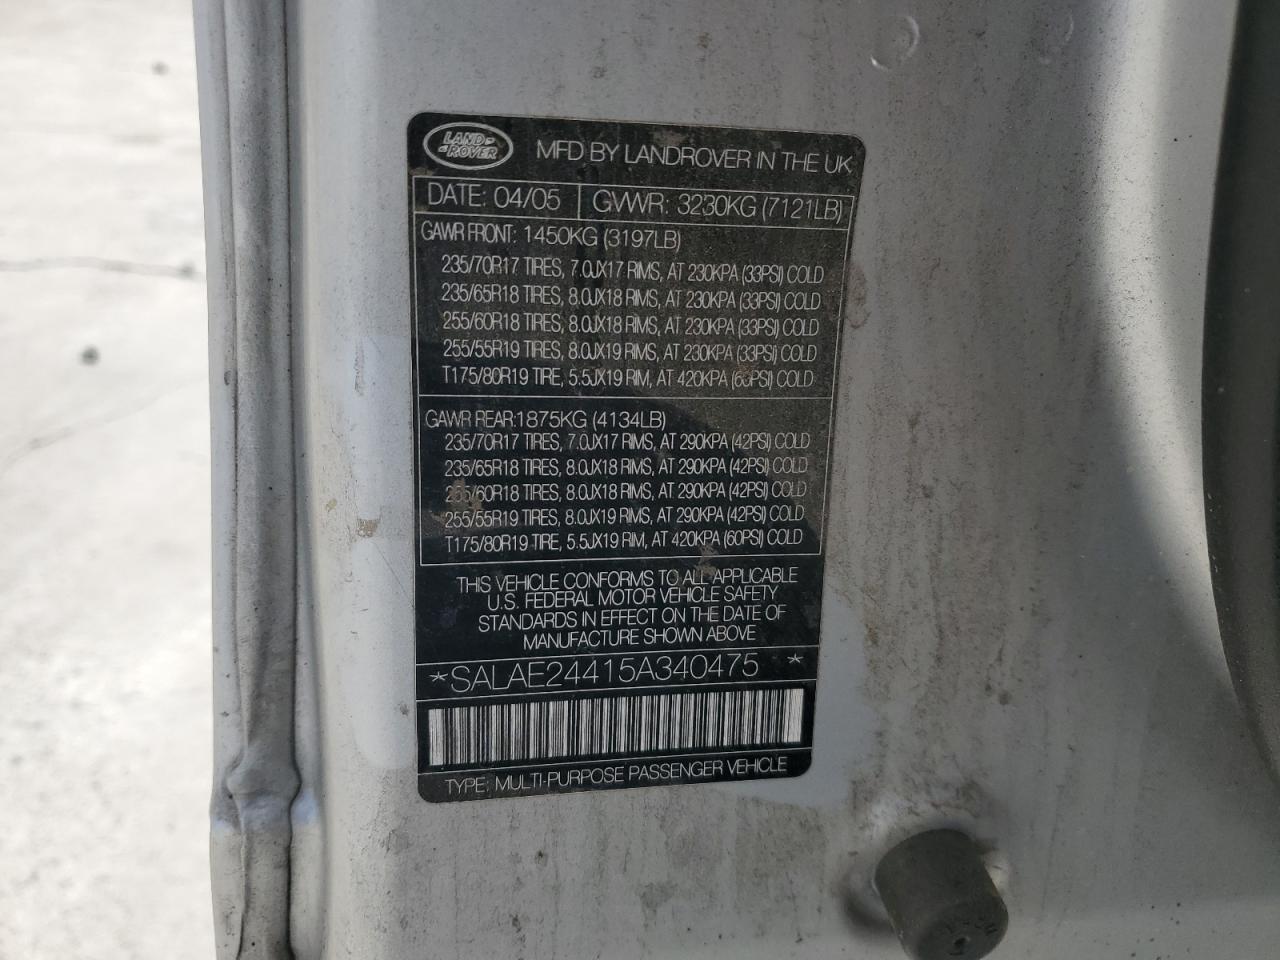 LAND ROVER
MFD BY LANDROVER IN THE UK
DATE: 04/05 GVWR: 3230KG (7121LB)
GAWR FRONT: 1450KG (3197LB)
235/70R17 TIRES, 7.0JX17 RIMS, AT 230KPA (33PSI) COLD
235/65R18 TIRES, 8.0JX18 RIMS, AT 230KPA (33PSI) COLD
255/60R18 TIRES, 8.0JX18 RIMS, AT 230KPA (33PSI) COLD
255/55R19 TIRES, 8.0JX19 RIMS, AT 230KPA (33PSI) COLD
T175/80R19 TIRE, 5.5JX19 RIM, AT 420KPA (60PSI) COLD
GAWR REAR:1875KG (4134LB)
235/70R17 TIRES, 7.0JX17 RIMS, AT 290KPA (42PSI) COLD
235/65R18 TIRES, 8.0JX18 RIMS, AT 290KPA (42PSI) COLD
255/60R18 TIRES, 8.0JX18 RIMS, AT 290KPA (42PSI) COLD
255/55R19 TIRES, 8.0JX19 RIMS, AT 290KPA (42PSI) COLD
T175/80R19 TIRE, 5.5JX19 RIM, AT 420KPA (60PSI) COLD
THIS VEHICLE CONFORMS TO ALL APPLICABLE
U.S. FEDERAL MOTOR VEHICLE SAFETY
STANDARDS IN EFFECT ON THE DATE OF
MANUFACTURE SHOWN ABOVE
*SALAE24415A340475 *
TYPE: MULTI-PURPOSE PASSENGER VEHICLE